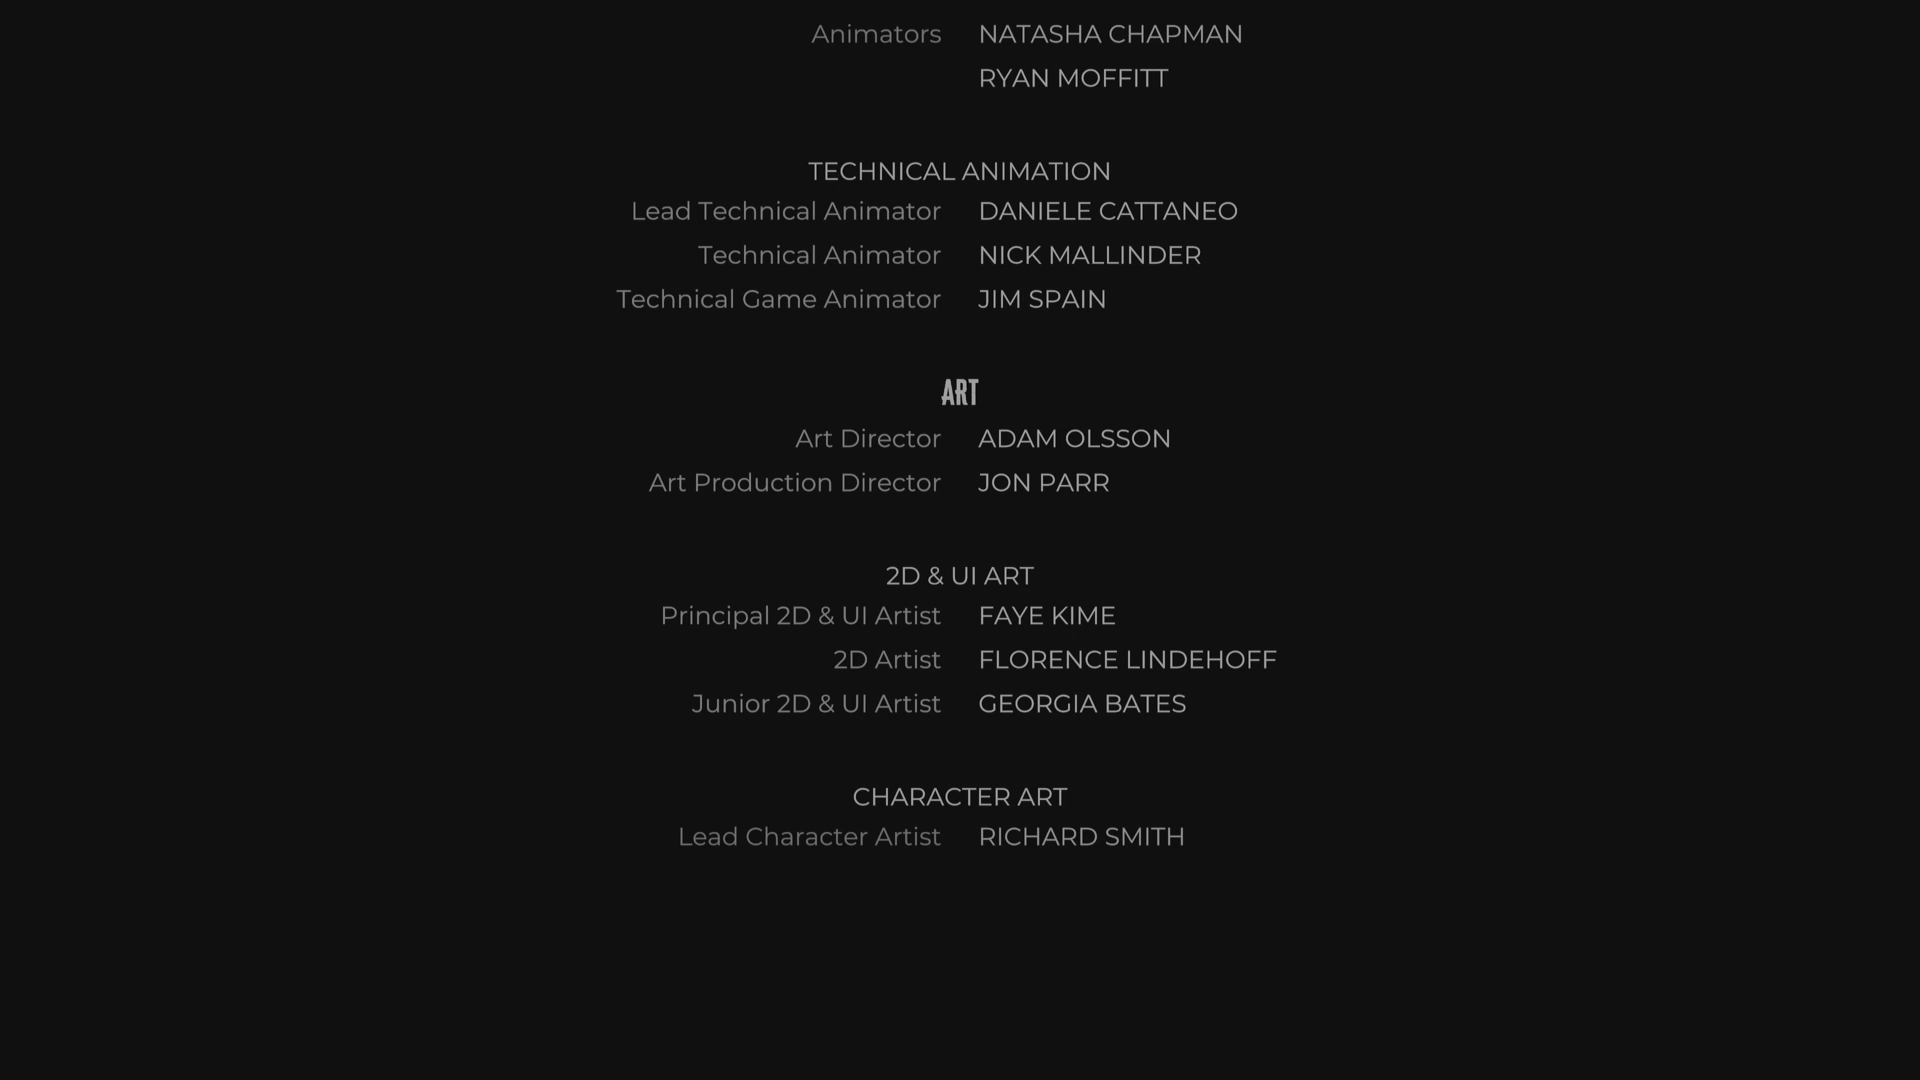 Animators NATASHA CHAPMAN
RYAN MOFFITT
TECHNICAL ANIMATION
Lead Technical Animator DANIELE CATTANEO
Technical Animator NICK MALLINDER
Technical Game Animator JIM SPAIN
ART
Art Director ADAM OLSSON
Art Production Director JON PARR
2D & UI ART
Principal 2D & UI Artist FAYE KIME
2D Artist FLORENCE LINDEHOFF
Junior 2D & UI Artist GEORGIA BATES
CHARACTER ART
Lead Character Artist RICHARD SMITH